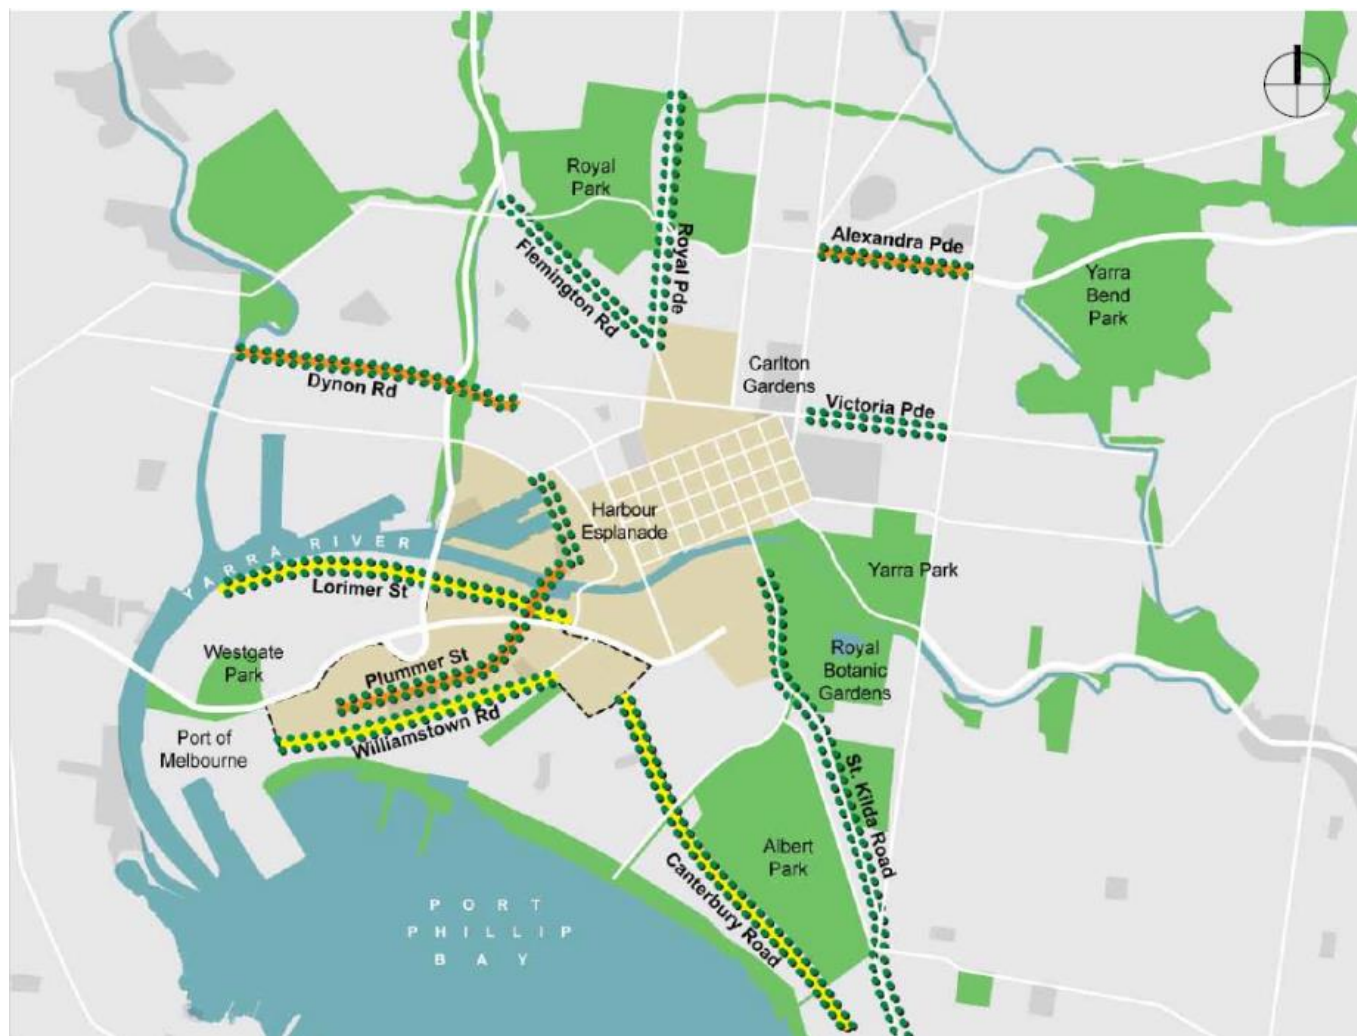 Royal
Park
Royal Pde
Flemington Rd
Alexandra Pde
Yarra
Bend
Park
Dynon Rd
Carlton
Gardens
Victoria Pde
Harbour
Esplanade
YARRA RIVER
Lorimer St
Yarra Park
Westgate
Park
Plummer St
Royal
Botanic
Gardens
Williamstown Rd
Port of
Melbourne
St. Kilda Road
Albert
Park
Canterbury Road
PORT
PHILLIP
BAY